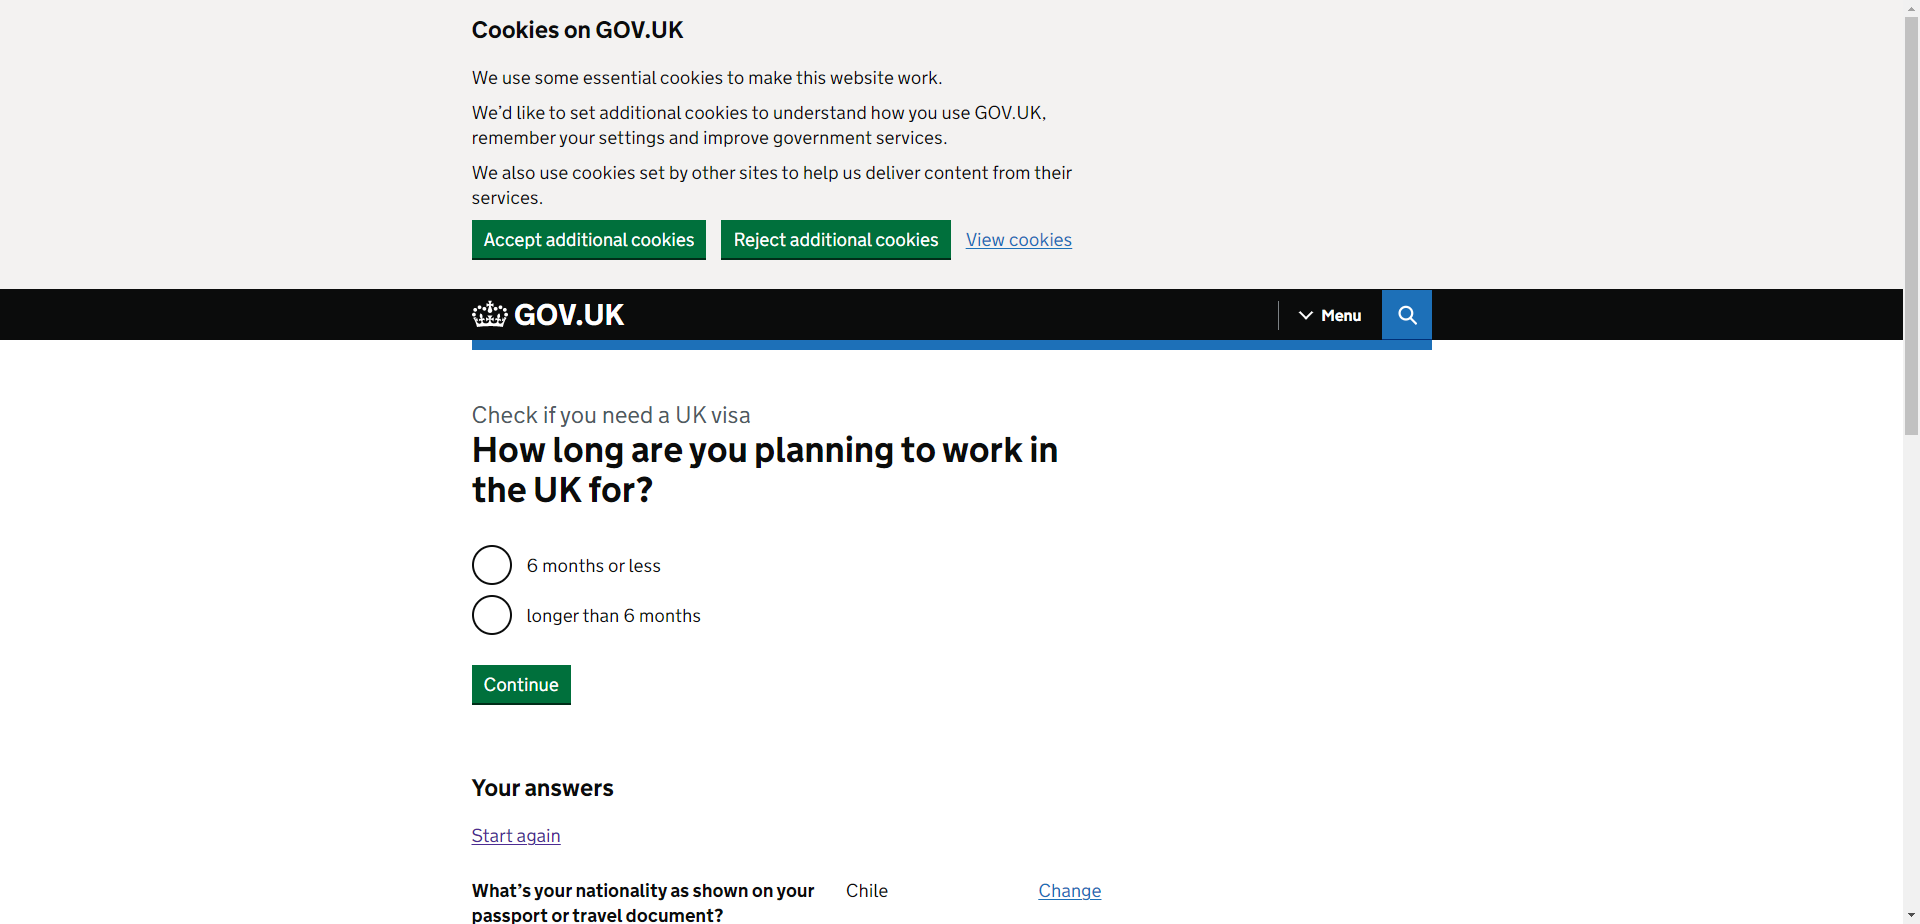 Cookies on GOV.UK
We use some essential cookies to make this website work.
We’d like to set additional cookies to understand how you use GOV.UK,
remember your settings and improve government services.
We also use cookies set by other sites to help us deliver content from their
services.
Accept additional cookies Reject additional cookies View cookies
GOV.UK Menu
Check if you need a UK visa
How long are you planning to work in
the UK for?
6 months or less
longer than 6 months
Continue
Your answers
Start again
What’s your nationality as shown on your Chile Change
passport or travel document?